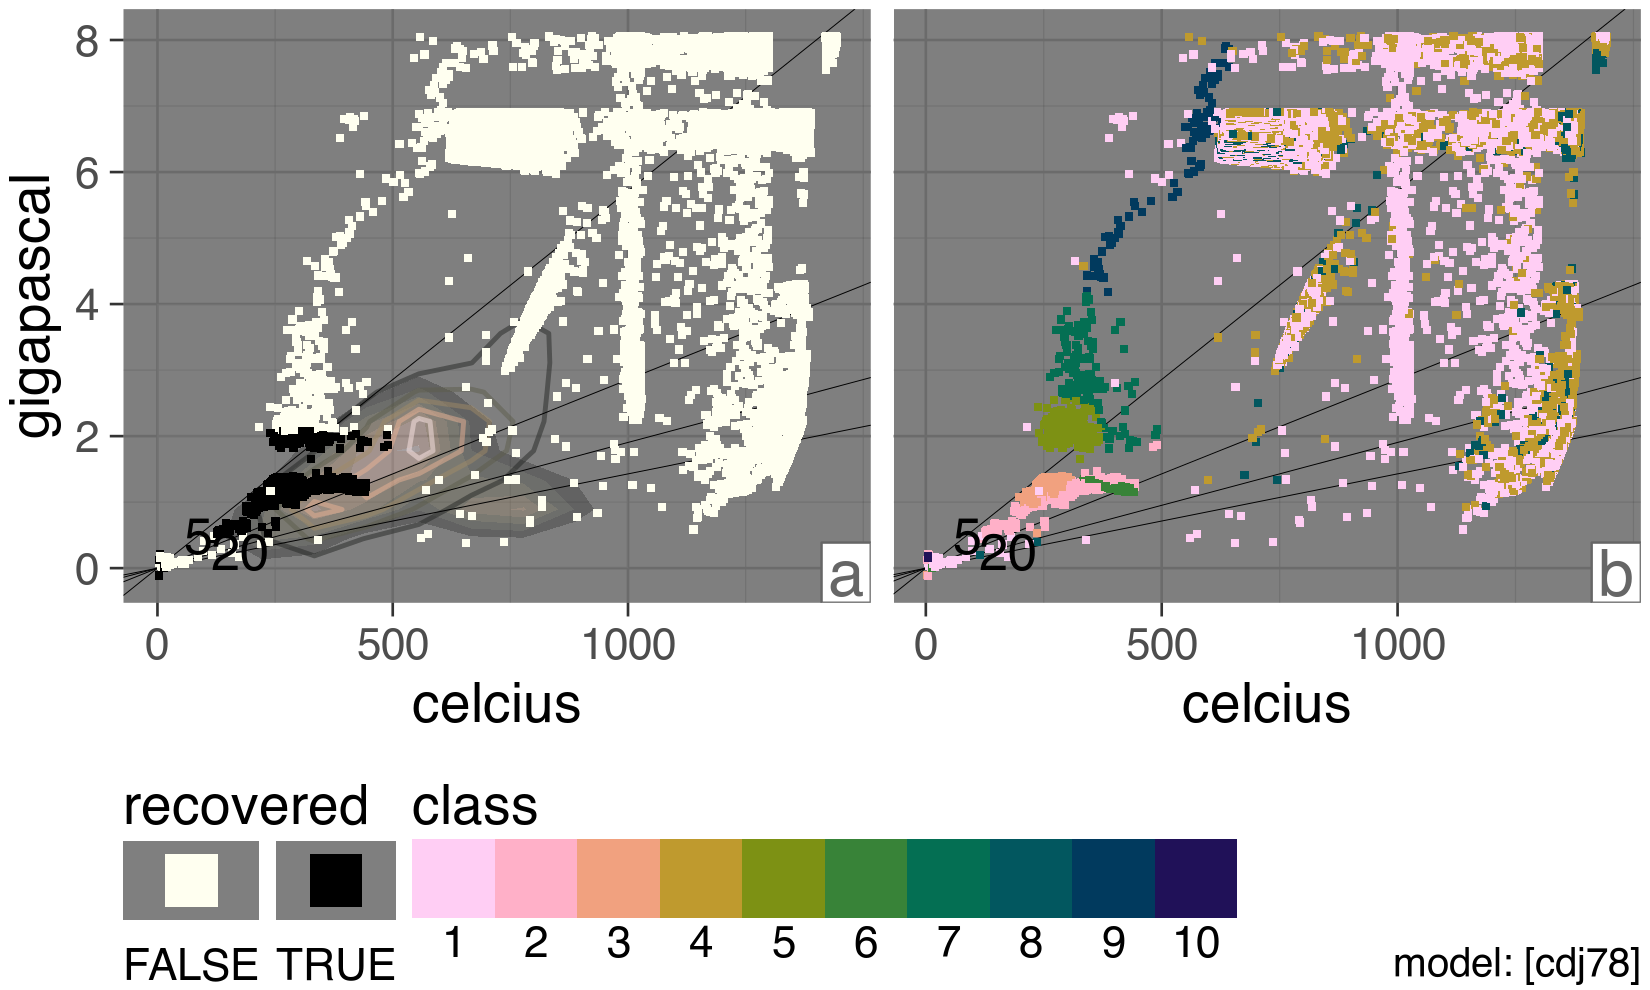 gigapascal
8
6
4
2
0
5
20
a
5
20
b
0 500 1000
0 500 1000
celcius
celcius
recovered
FALSE TRUE
class
1 2 3 4 5 6 7 8 9 10
model: [cdj78]